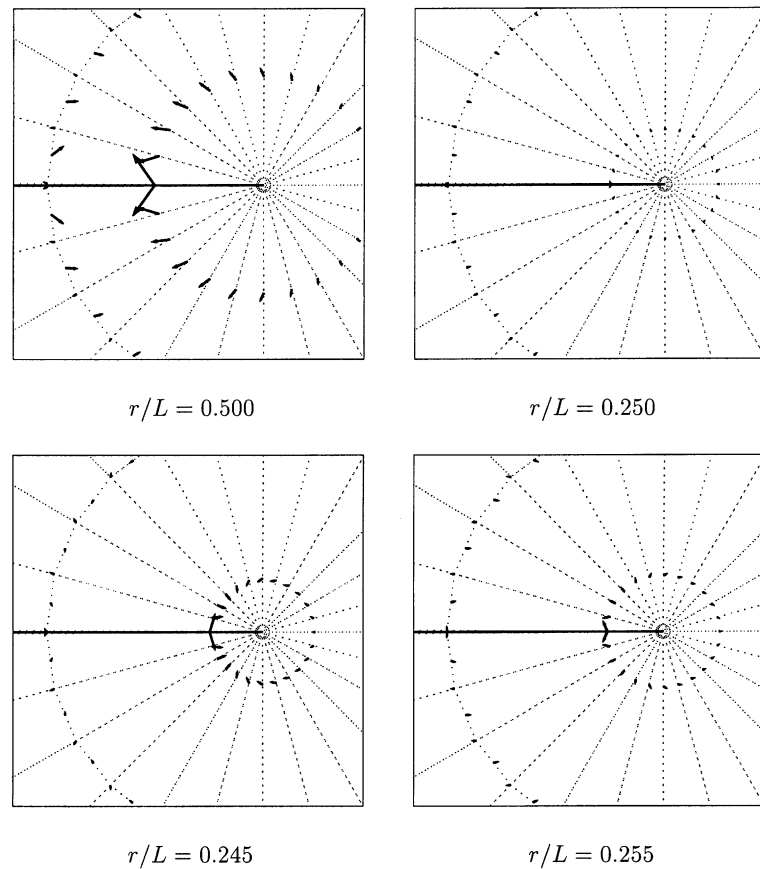 r/L = 0.500
r/L = 0.250
r/L = 0.245
r/L = 0.255